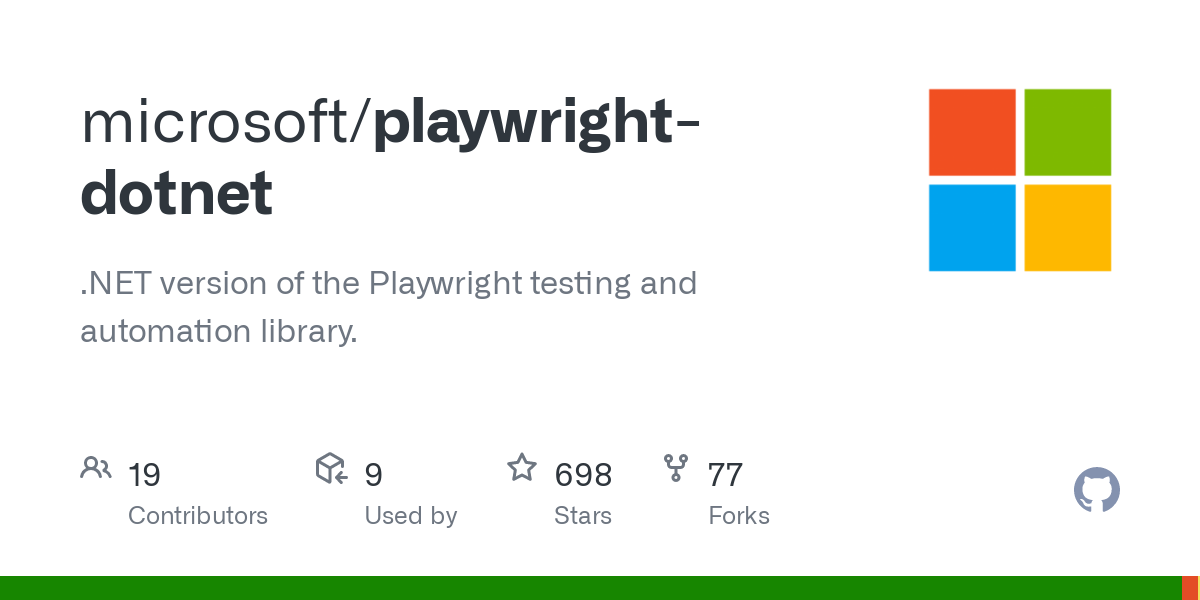 microsoft/playwright-
dotnet
.NET version of the Playwright testing and
automation library.
19 9 698 77
Contributors Used by Stars Forks